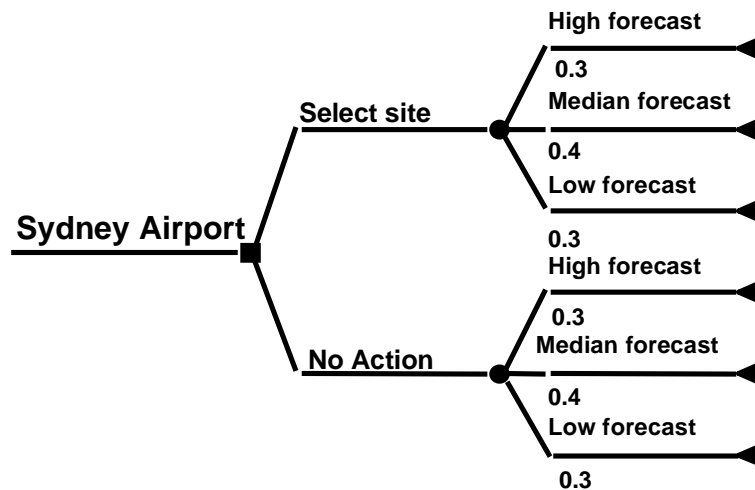 High forecast
0.3
Median forecast
Select site
0.4
Low forecast
Sydney Airport
0.3
High forecast
0.3
Median forecast
No Action
0.4
Low forecast
0.3